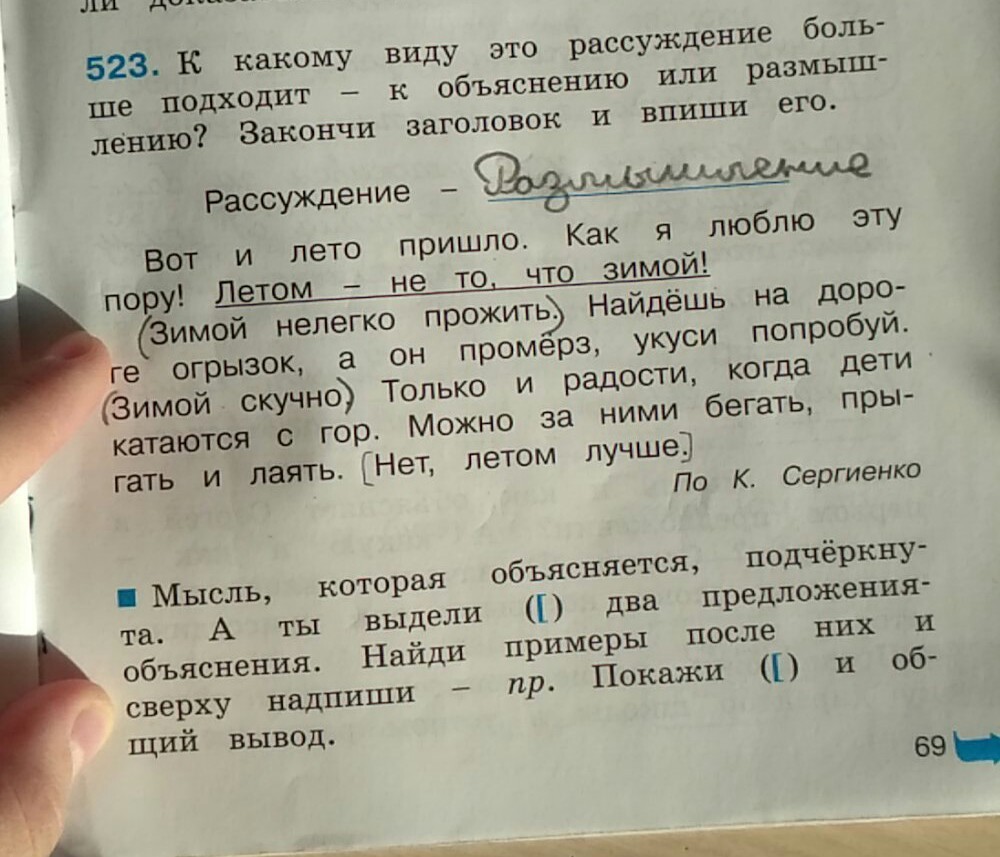 523. К какому виду это рассуждение боль-
ше подходит – к объяснению или размыш-
лению? Закончи заголовок и впиши его.
Рассуждение – Размышление
Вот и лето пришло. Как я люблю эту
пору! Летом – не то, что зимой!
(Зимой нелегко прожить.) Найдёшь на доро-
ге огрызок, а он промёрз, укуси попробуй.
(Зимой скучно) Только и радости, когда дети
катаются с гор. Можно за ними бегать, пры-
гать и лаять. [Нет, летом лучше.]
По К. Сергиенко
■ Мысль, которая объясняется, подчёркну-
та. А ты выдели ([) два предложения-
объяснения. Найди примеры после них и
сверху надпиши – пр. Покажи ([) и об-
щий вывод.
69